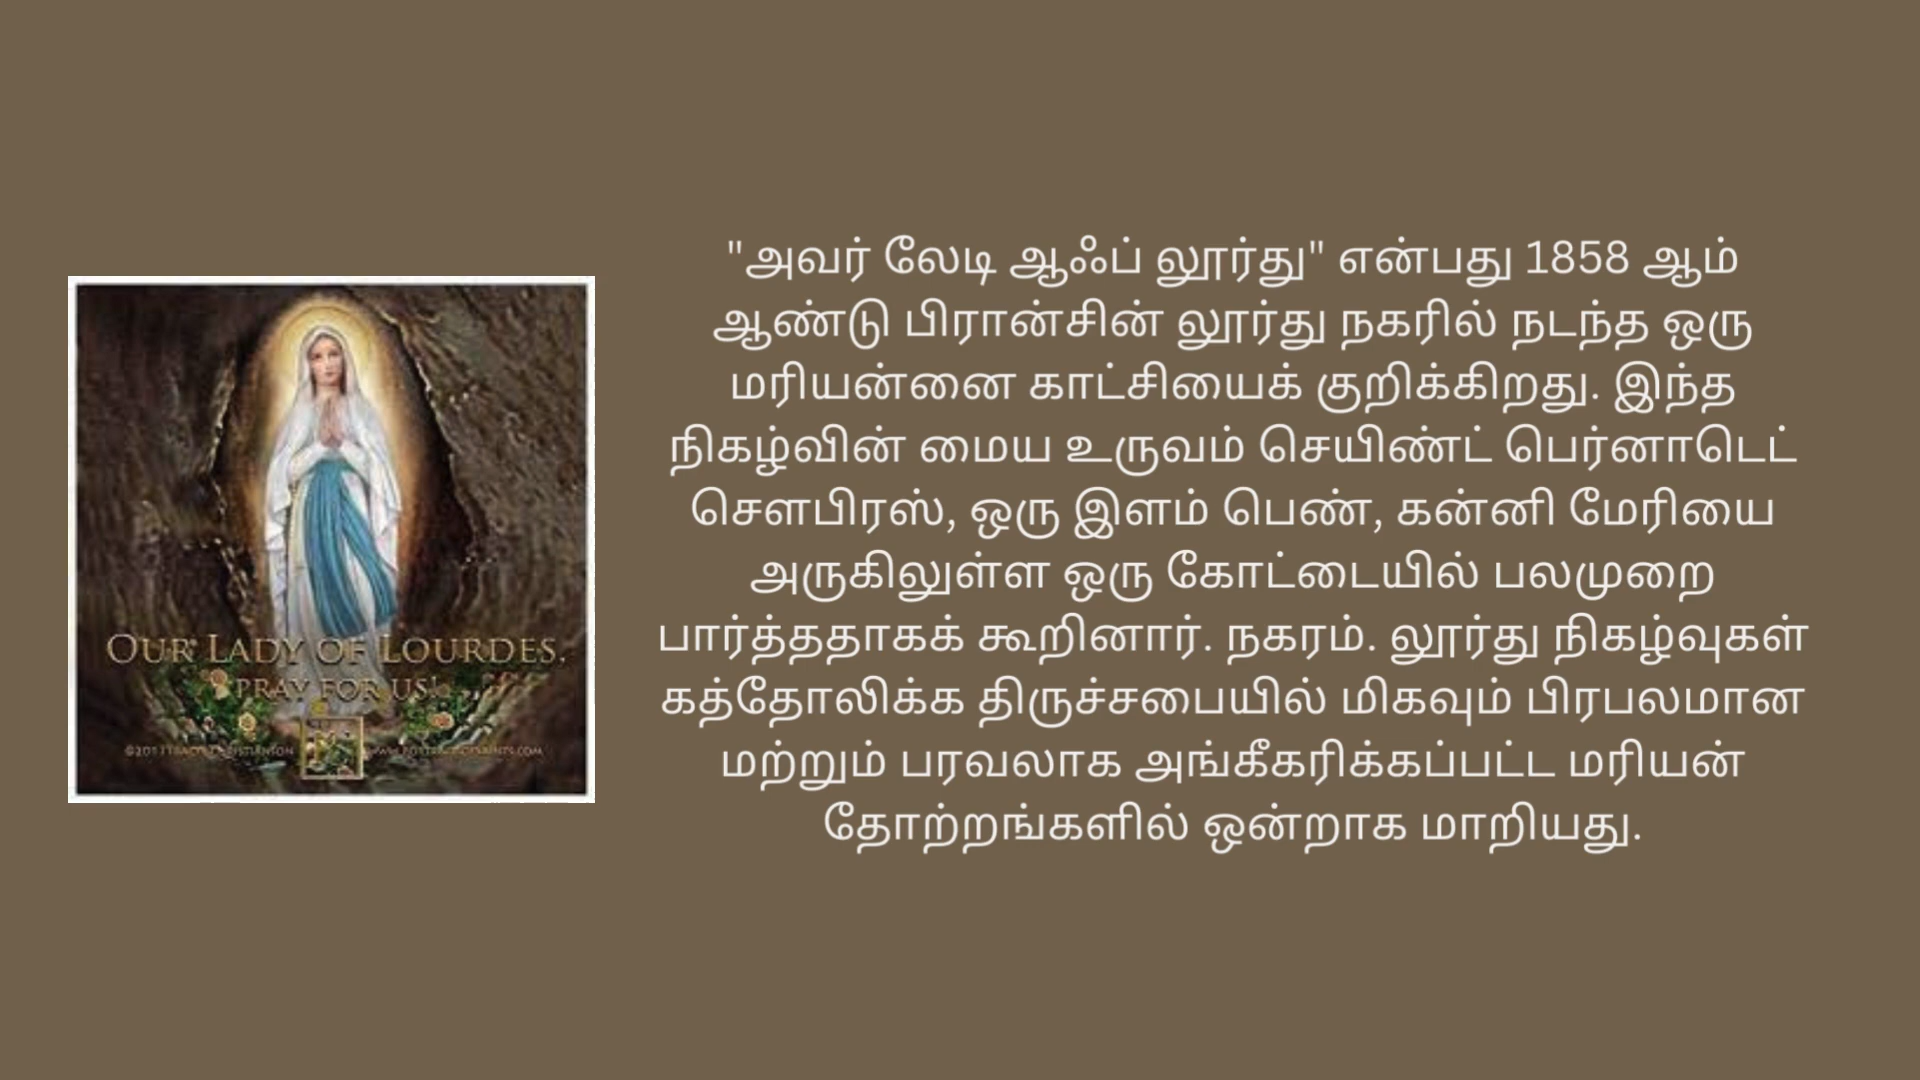 "அவர் லேடி ஆஃப் லூர்து" என்பது 1858 ஆம்
ஆண்டு பிரான்சின் லூர்து நகரில் நடந்த ஒரு
மரியன்னை காட்சியைக் குறிக்கிறது. இந்த
நிகழ்வின் மைய உருவம் செயிண்ட் பெர்னாடெட்
சௌபிரஸ், ஒரு இளம் பெண், கன்னி மேரியை
அருகிலுள்ள ஒரு கோட்டையில் பலமுறை
பார்த்ததாகக் கூறினார். நகரம். லூர்து நிகழ்வுகள்
கத்தோலிக்க திருச்சபையில் மிகவும் பிரபலமான
மற்றும் பரவலாக அங்கீகரிக்கப்பட்ட மரியன்
தோற்றங்களில் ஒன்றாக மாறியது.
OUR LADY OF LOURDES,
PRAY FOR US!